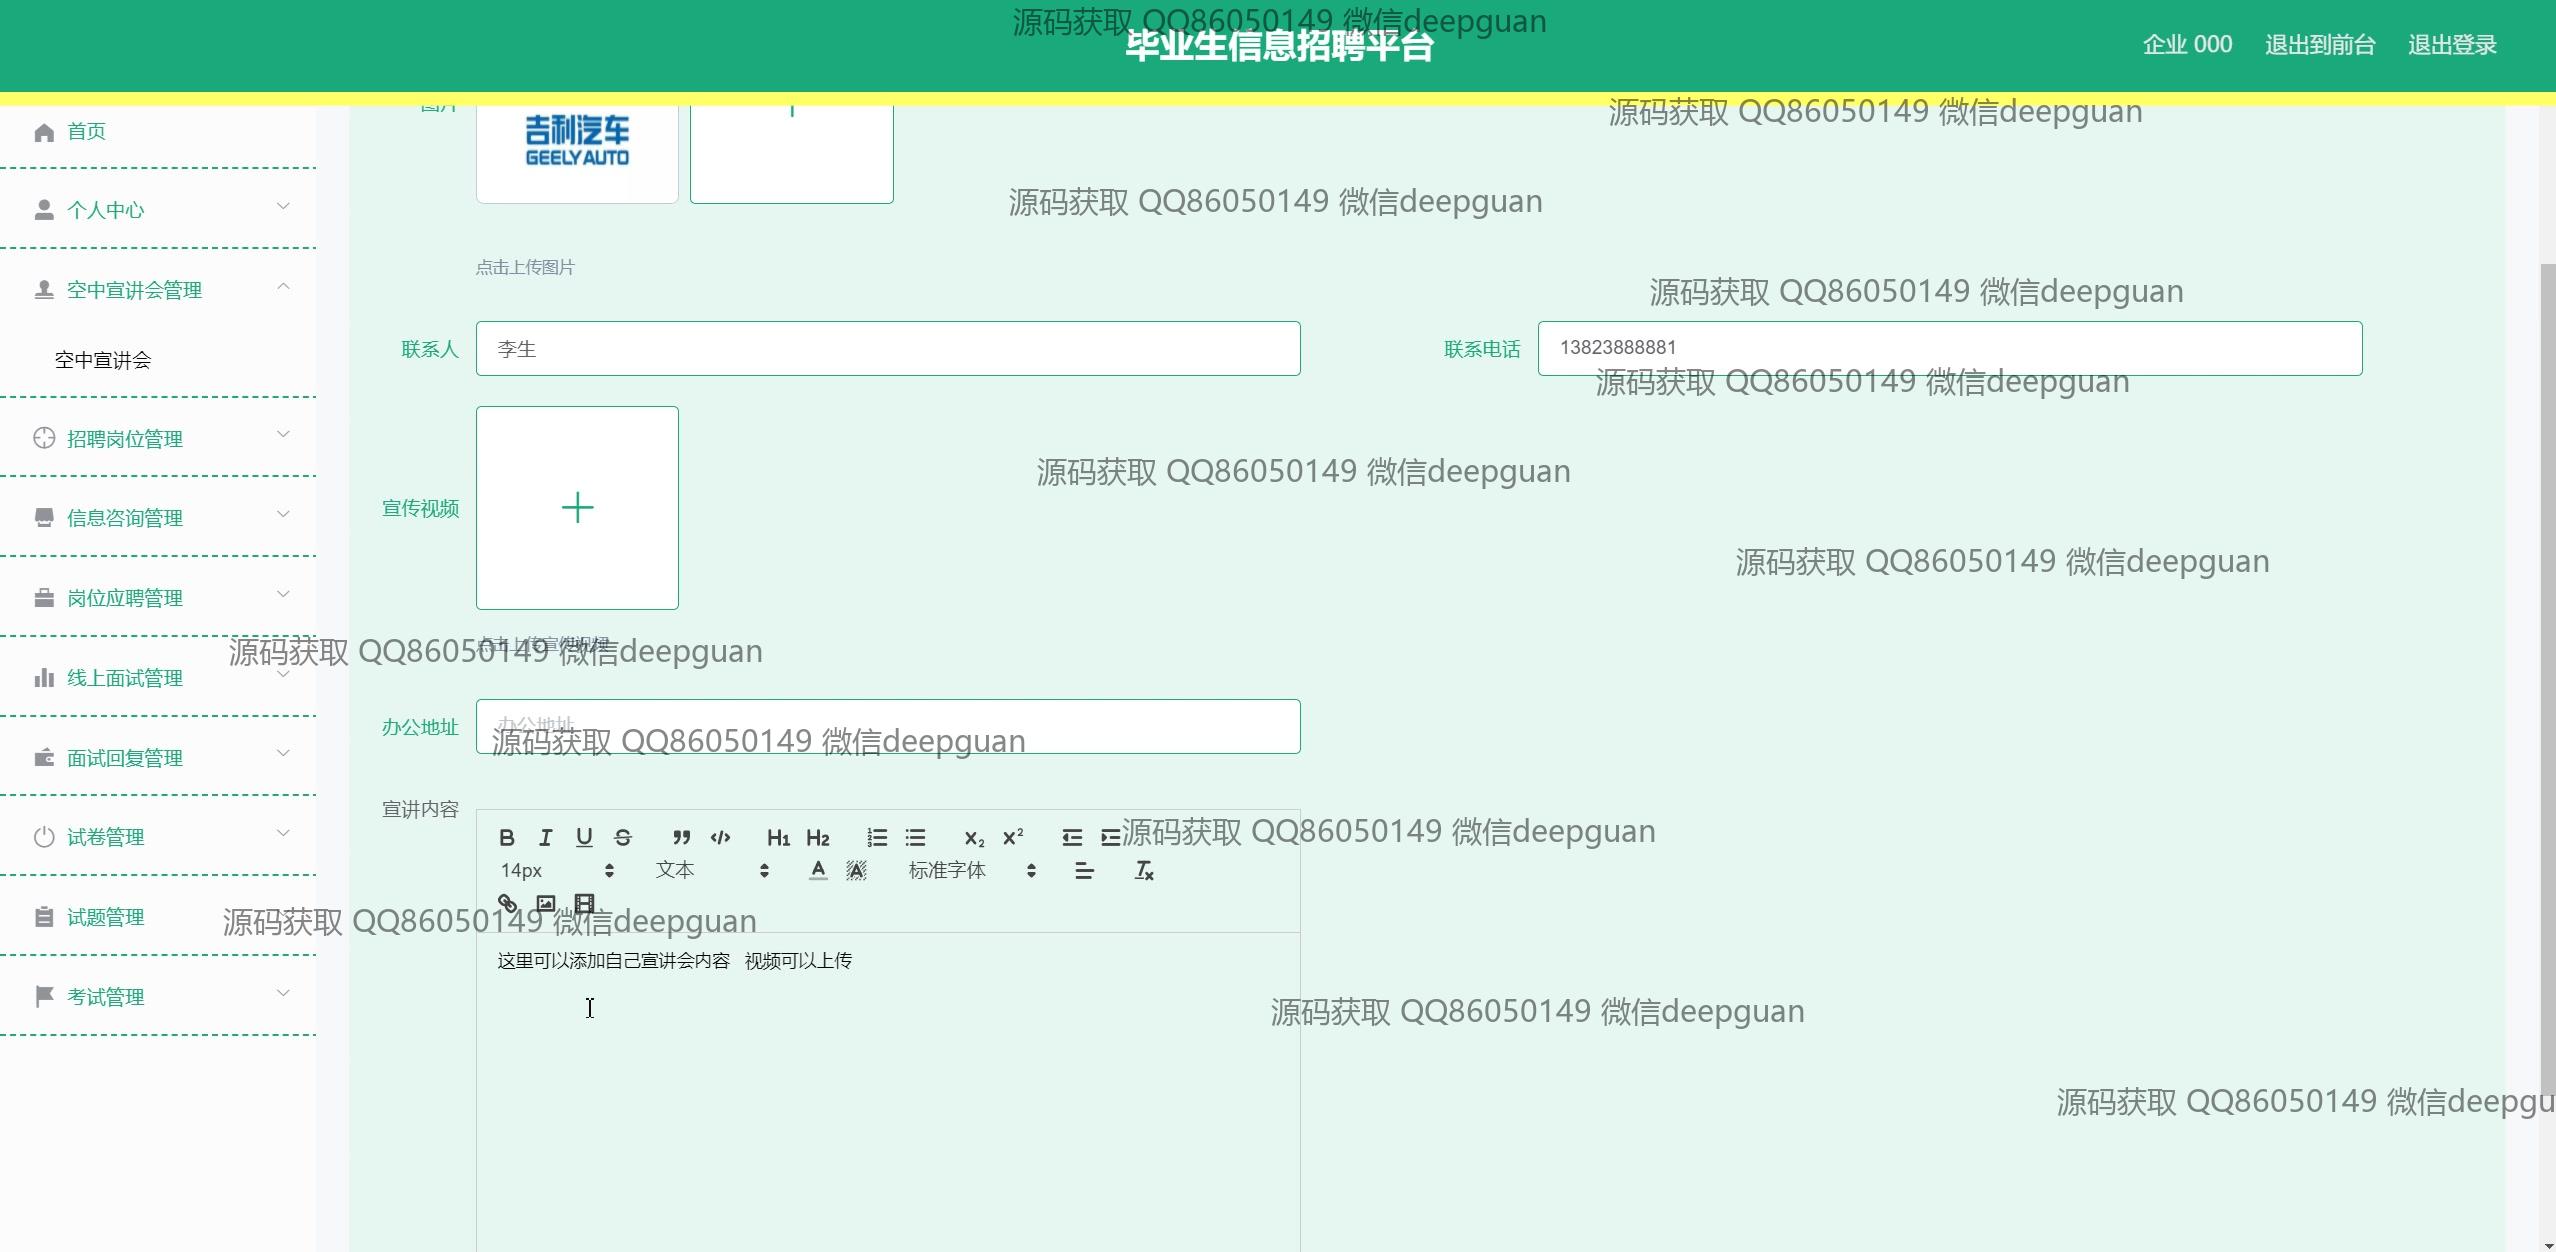 源码获取 QQ86050149 微信deepguan
毕业生信息招聘平台
企业 000
退出到前台
退出登录
图片
吉利汽车
GEELY AUTO
源码获取 QQ86050149 微信deepguan
首页
源码获取 QQ86050149 微信deepguan
个人中心
点击上传图片
空中宣讲会管理
源码获取 QQ86050149 微信deepguan
联系人
李生
联系电话
13823888881
空中宣讲会
源码获取 QQ86050149 微信deepguan
招聘岗位管理
源码获取 QQ86050149 微信deepguan
宣传视频
信息咨询管理
源码获取 QQ86050149 微信deepguan
岗位应聘管理
点击上传宣传视频
源码获取 QQ86050149 微信deepguan
线上面试管理
办公地址
办公地址
源码获取 QQ86050149 微信deepguan
面试回复管理
宣讲内容
试卷管理
B I U S H1 H2 X2 X2
源码获取 QQ86050149 微信deepguan
14px
文本
A
A
标准字体
试题管理
源码获取 QQ86050149 微信deepguan
这里可以添加自己宣讲会内容 视频可以上传
考试管理
源码获取 QQ86050149 微信deepguan
源码获取 QQ86050149 微信deepgu